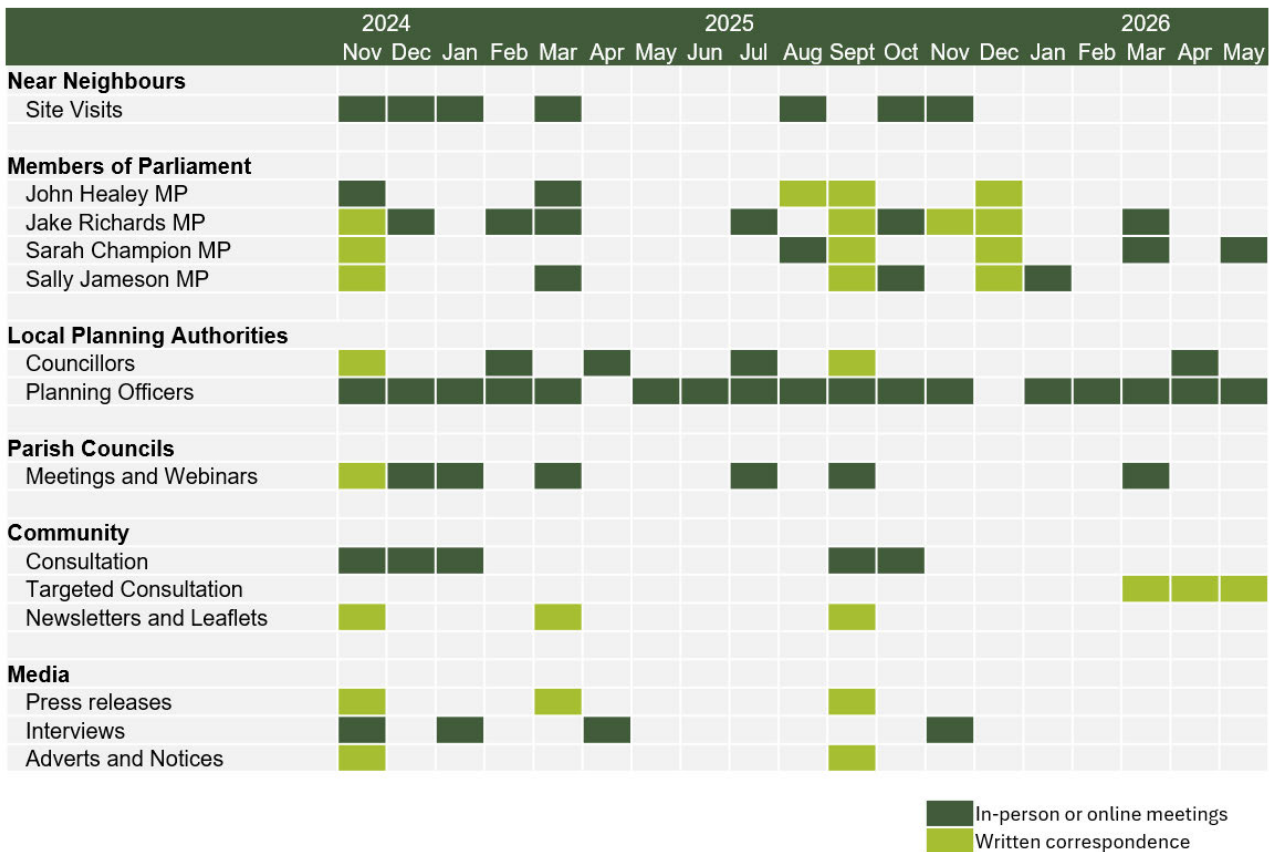 2024 2025 2026
Nov Dec Jan Feb Mar Apr May Jun Jul Aug Sept Oct Nov Dec Jan Feb Mar Apr May
Near Neighbours
Site Visits
Members of Parliament
John Healey MP
Jake Richards MP
Sarah Champion MP
Sally Jameson MP
Local Planning Authorities
Councillors
Planning Officers
Parish Councils
Meetings and Webinars
Community
Consultation
Targeted Consultation
Newsletters and Leaflets
Media
Press releases
Interviews
Adverts and Notices
In-person or online meetings
Written correspondence